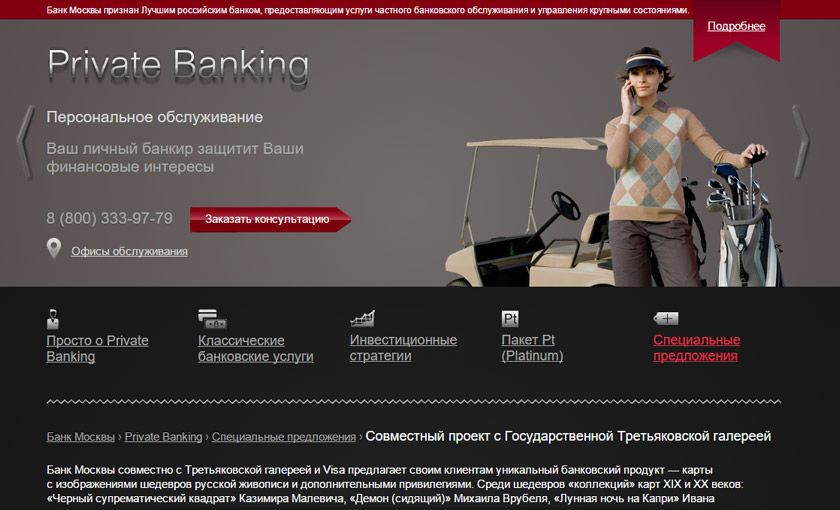 Банк Москвы признан Лучшим российским банком, предоставляющим услуги частного банковского обслуживания и управления крупными состояниями.
Подробнее
Private Banking
Персональное обслуживание
Ваш личный банкир защитит Ваши
финансовые интересы
8 (800) 333-97-79
Заказать консультацию
Офисы обслуживания
Просто о Private
Banking
Классические
банковские услуги
Инвестиционные
стратегии
Pt
Пакет Pt
(Platinum)
Специальные
предложения
Банк Москвы › Private Banking › Специальные предложения › Совместный проект с Государственной Третьяковской галереей
Банк Москвы совместно с Третьяковской галереей и Visa предлагает своим клиентам уникальный банковский продукт — карты
с изображениями шедевров русской живописи и дополнительными привилегиями. Среди шедевров «коллекций» карт XIX и XX веков:
«Черный супрематический квадрат» Казимира Малевича, «Демон (сидящий)» Михаила Врубеля, «Лунная ночь на Капри» Ивана